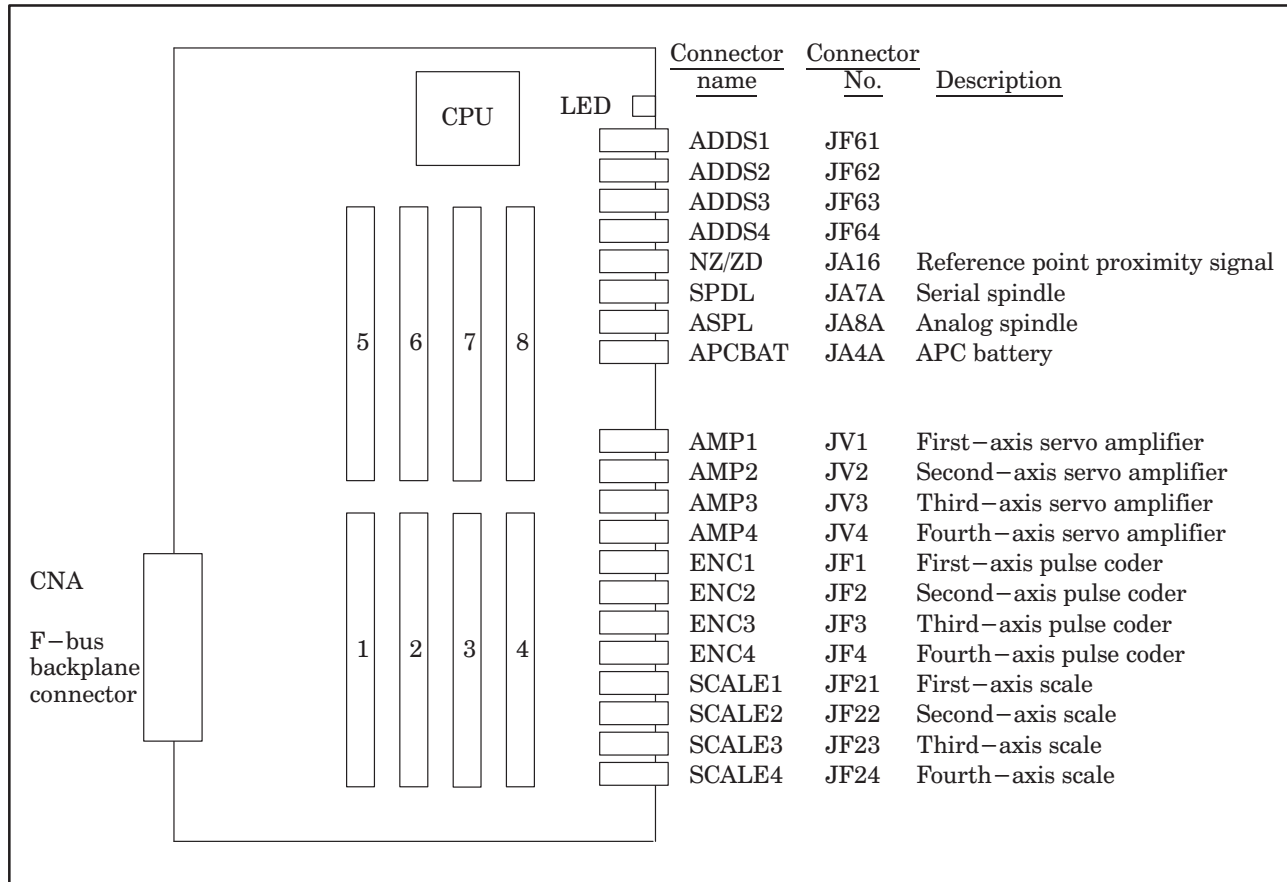 Connector Connector
name No. Description
CPU
LED
ADDS1 JF61
ADDS2 JF62
ADDS3 JF63
ADDS4 JF64
NZ/ZD JA16 Reference point proximity signal
SPDL JA7A Serial spindle
ASPL JA8A Analog spindle
APCBAT JA4A APC battery
5 6 7 8
AMP1 JV1 First−axis servo amplifier
AMP2 JV2 Second−axis servo amplifier
AMP3 JV3 Third−axis servo amplifier
AMP4 JV4 Fourth−axis servo amplifier
ENC1 JF1 First−axis pulse coder
ENC2 JF2 Second−axis pulse coder
ENC3 JF3 Third−axis pulse coder
ENC4 JF4 Fourth−axis pulse coder
SCALE1 JF21 First−axis scale
SCALE2 JF22 Second−axis scale
SCALE3 JF23 Third−axis scale
SCALE4 JF24 Fourth−axis scale
1 2 3 4
CNA
F−bus
backplane
connector